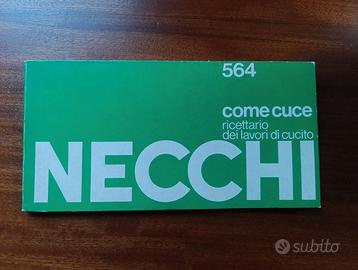 564
come cuce
ricettario
dei lavori di cucito
NECCHI
subito